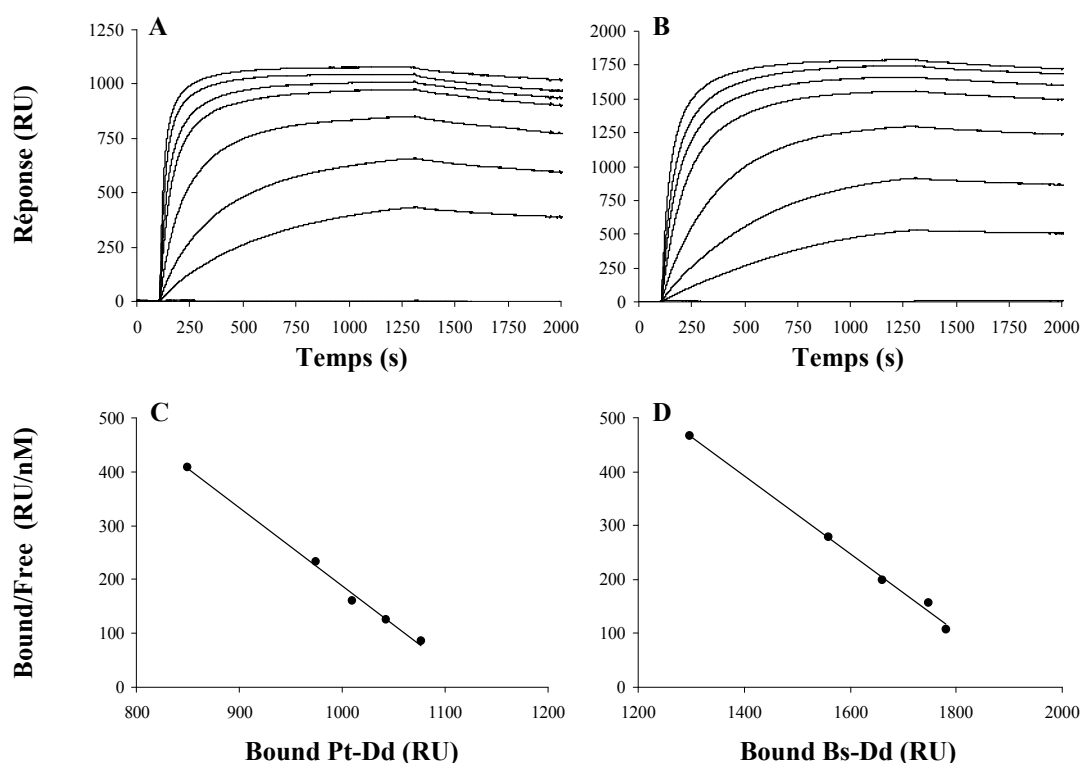 A
B
Réponse (RU)
1250
1000
750
500
250
0
0 250 500 750 1000 1250 1500 1750 2000
Temps (s)
2000
1750
1500
1250
1000
750
500
250
0
0 250 500 750 1000 1250 1500 1750 2000
Temps (s)
C
D
Bound/Free (RU/nM)
500
400
300
200
100
0
800 900 1000 1100 1200
Bound Pt-Dd (RU)
500
400
300
200
100
0
1200 1400 1600 1800 2000
Bound Bs-Dd (RU)